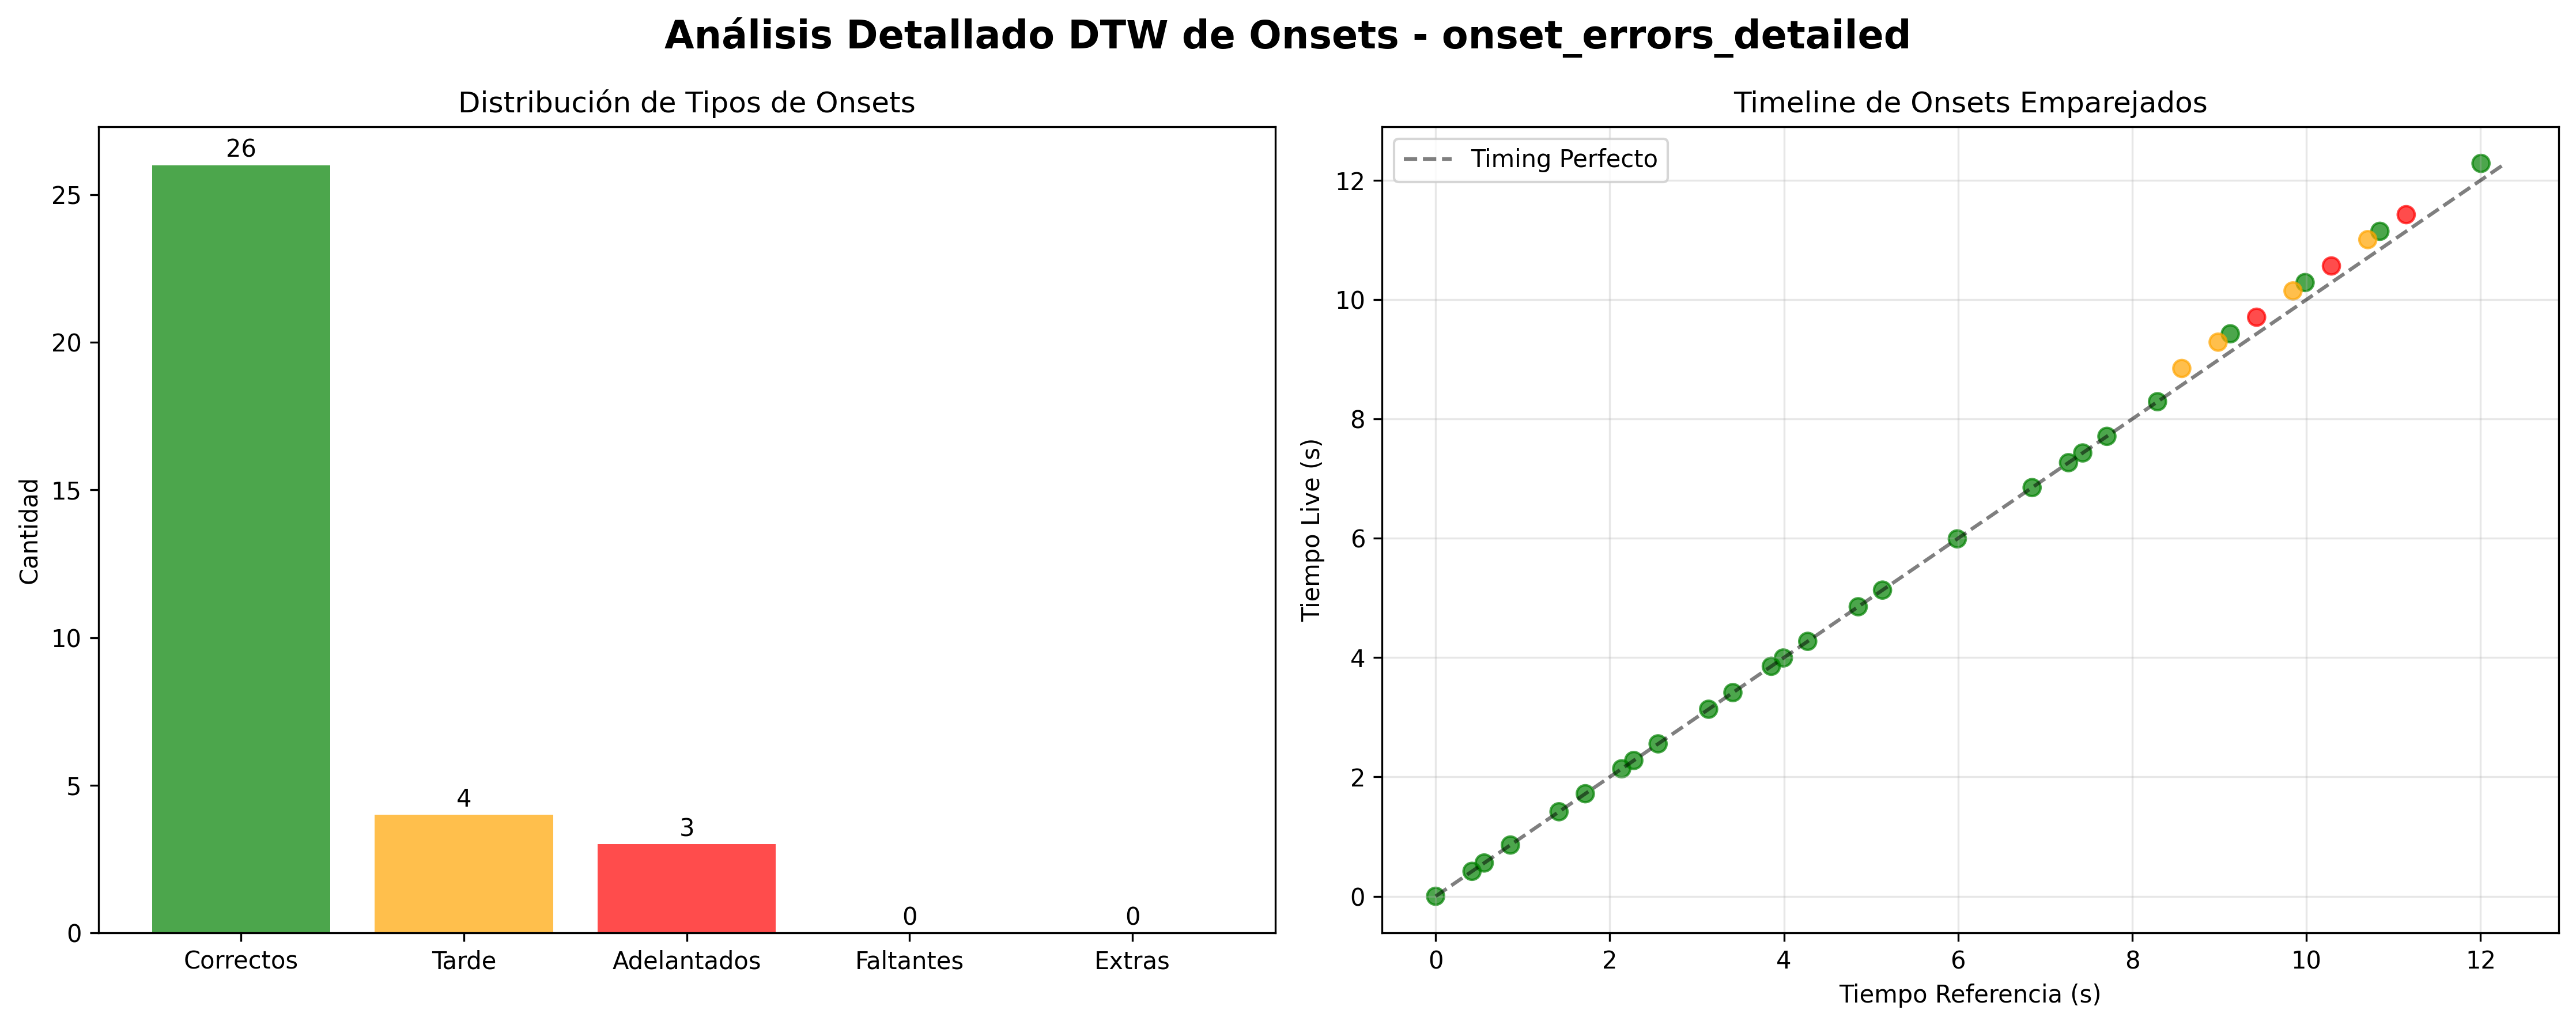 Análisis Detallado DTW de Onsets - onset_errors_detailed
Distribución de Tipos de Onsets
Cantidad
25
20
15
10
5
0
26
4
3
0
0
Correctos
Tarde
Adelantados
Faltantes
Extras
Timeline de Onsets Emparejados
Timing Perfecto
Tiempo Live (s)
12
10
8
6
4
2
0
0
2
4
6
8
10
12
Tiempo Referencia (s)